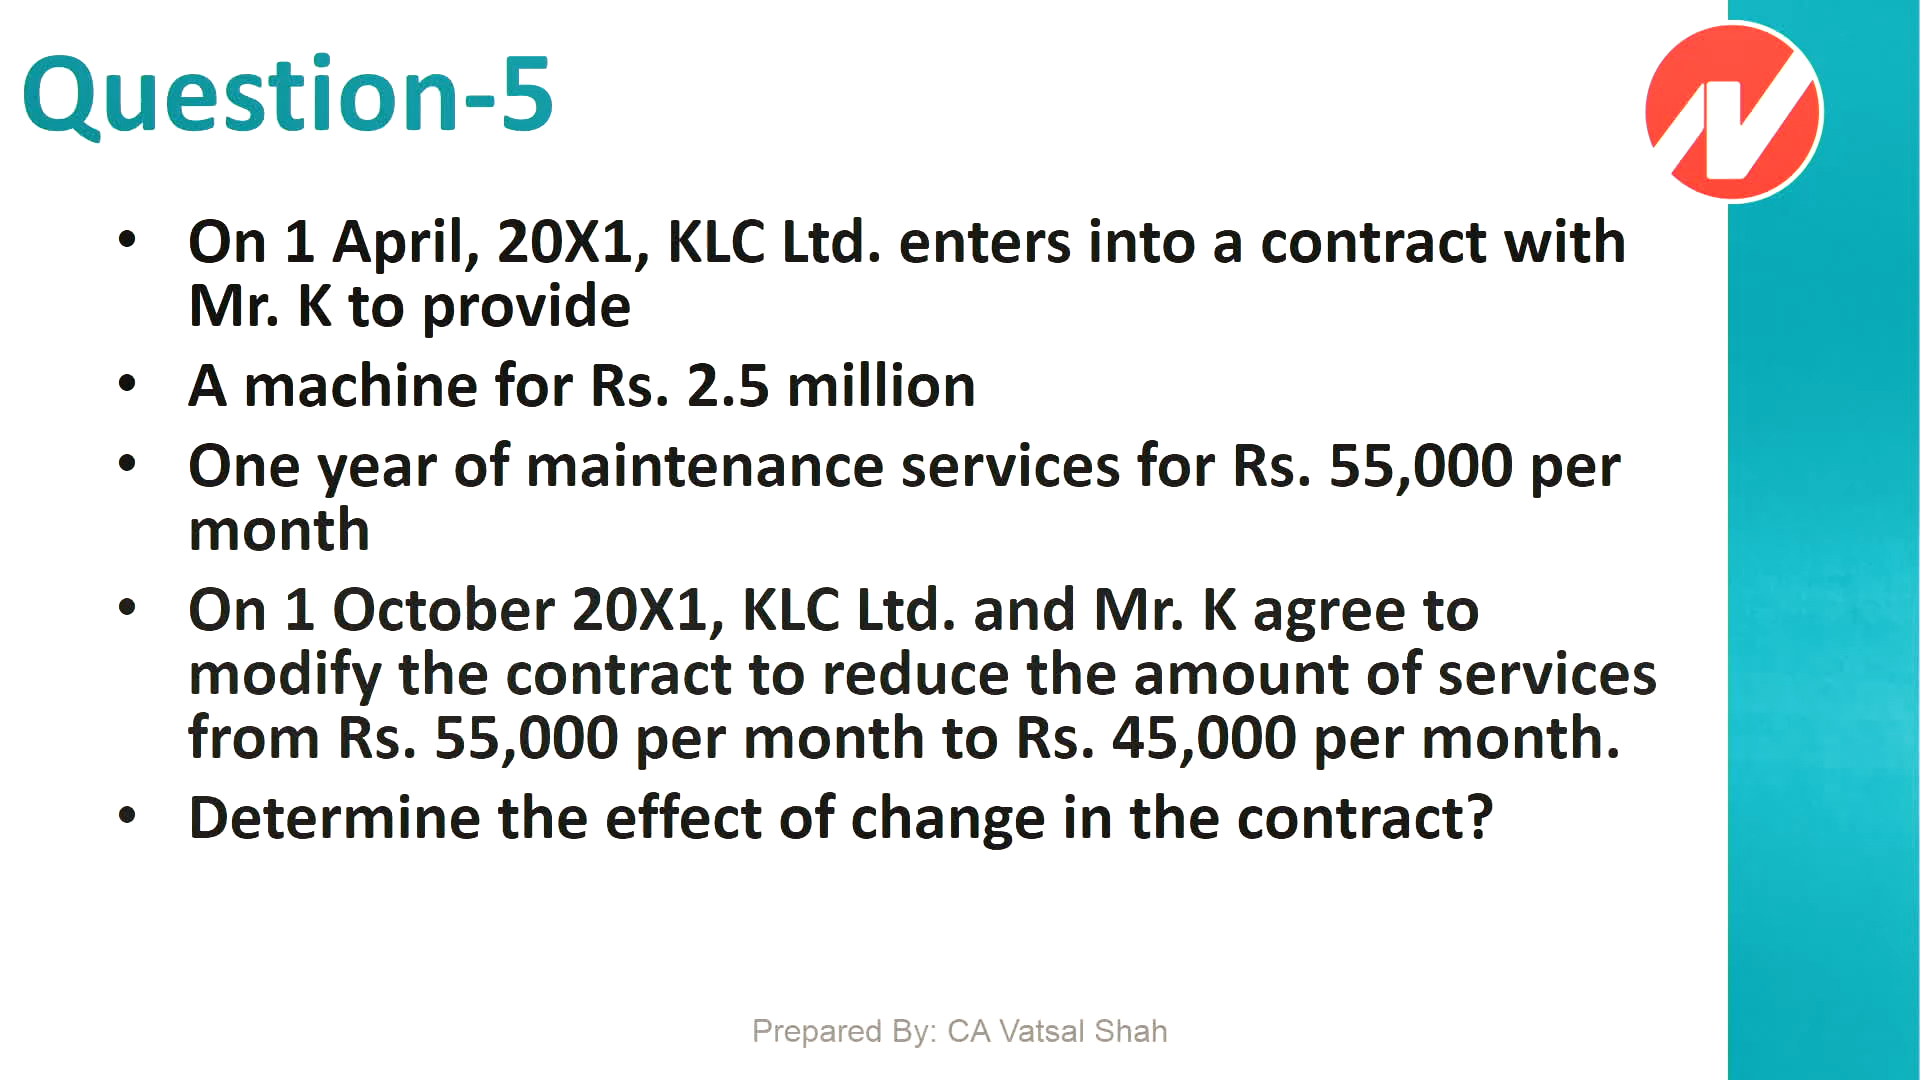 Question-5
• On 1 April, 20X1, KLC Ltd. enters into a contract with
Mr. K to provide
• A machine for Rs. 2.5 million
• One year of maintenance services for Rs. 55,000 per
month
• On 1 October 20X1, KLC Ltd. and Mr. K agree to
modify the contract to reduce the amount of services
from Rs. 55,000 per month to Rs. 45,000 per month.
• Determine the effect of change in the contract?
Prepared By: CA Vatsal Shah